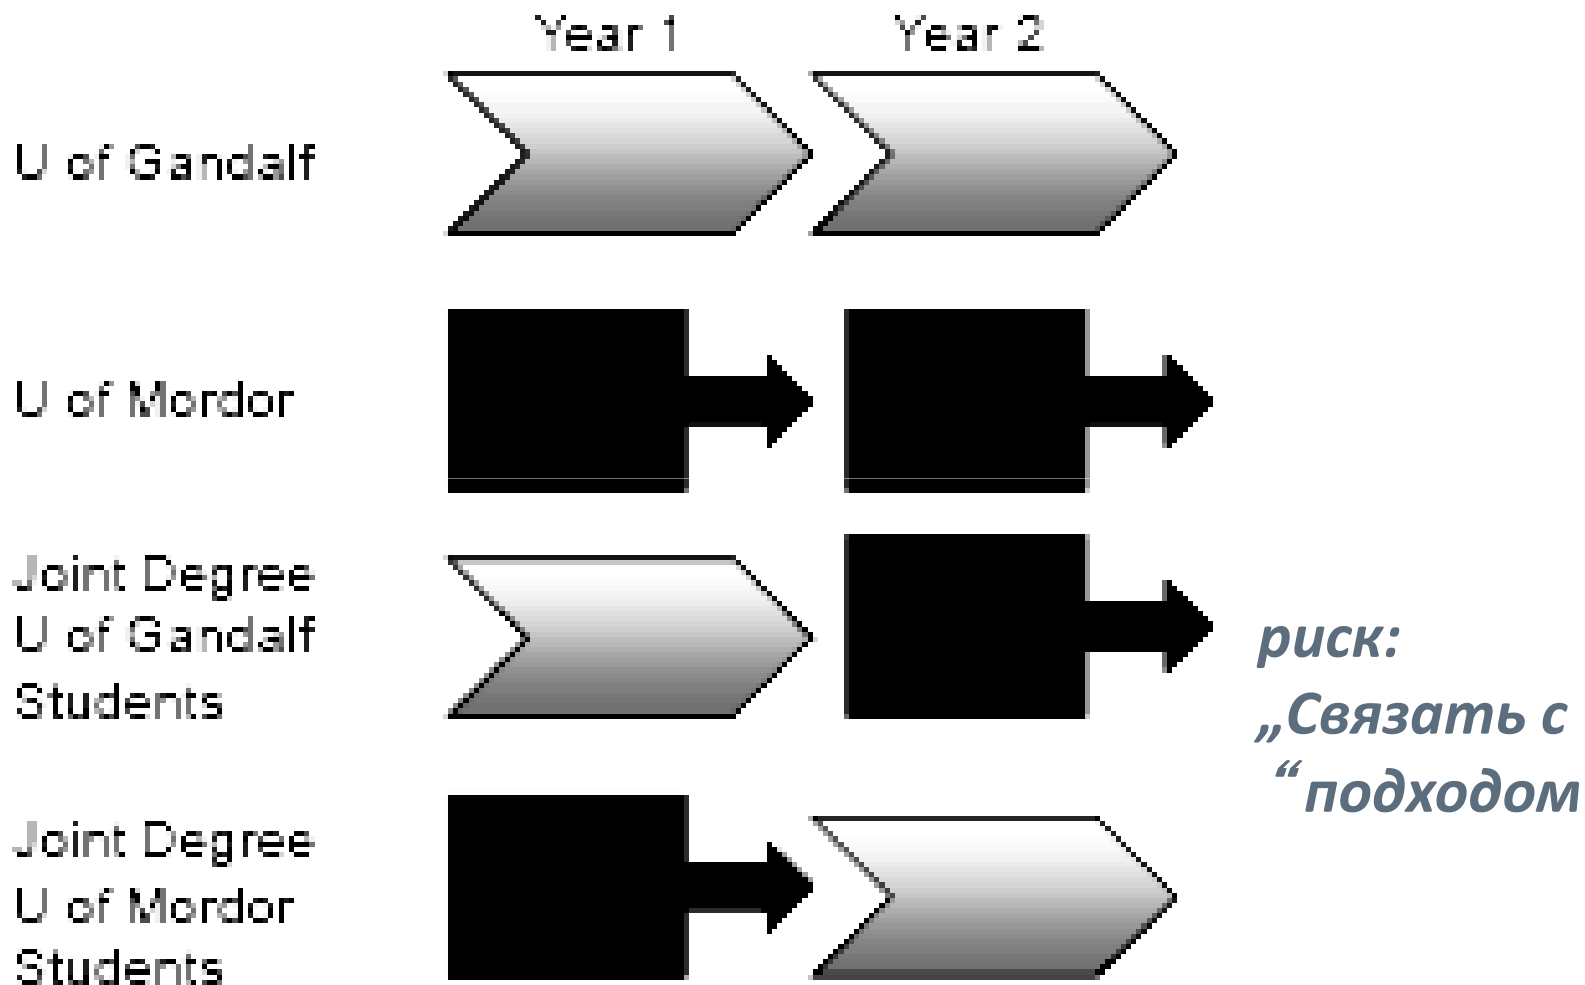 Year 1 Year 2
U of Gandalf
U of Mordor
Joint Degree
U of Gandalf
Students
риск:
„Связать с
“подходом
Joint Degree
U of Mordor
Students